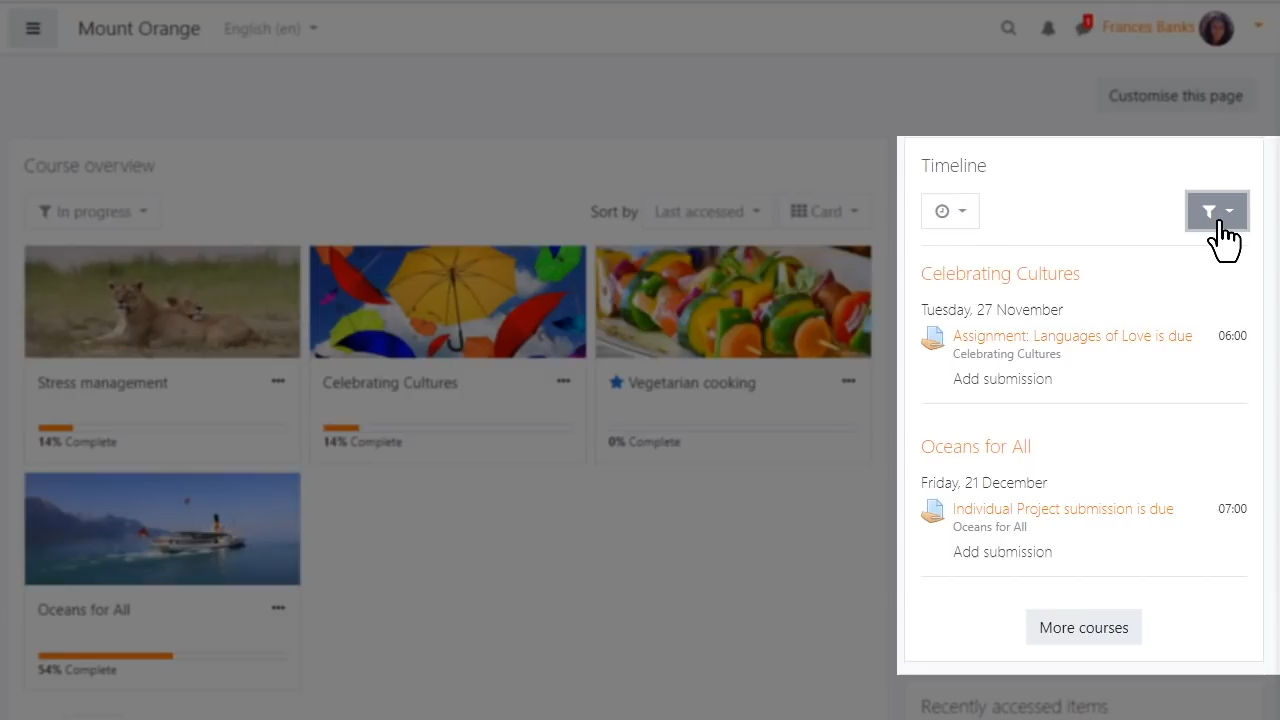 Mount Orange
English (en)
1
Frances Banks
Customise this page
Course overview
In progress
Sort by
Last accessed
Card
Stress management
14% Complete
Celebrating Cultures
14% Complete
Vegetarian cooking
0% Complete
Oceans for All
54% Complete
Timeline
Celebrating Cultures
Tuesday, 27 November
Assignment: Languages of Love is due 06:00
Celebrating Cultures
Add submission
Oceans for All
Friday, 21 December
Individual Project submission is due 07:00
Oceans for All
Add submission
More courses
Recently accessed items